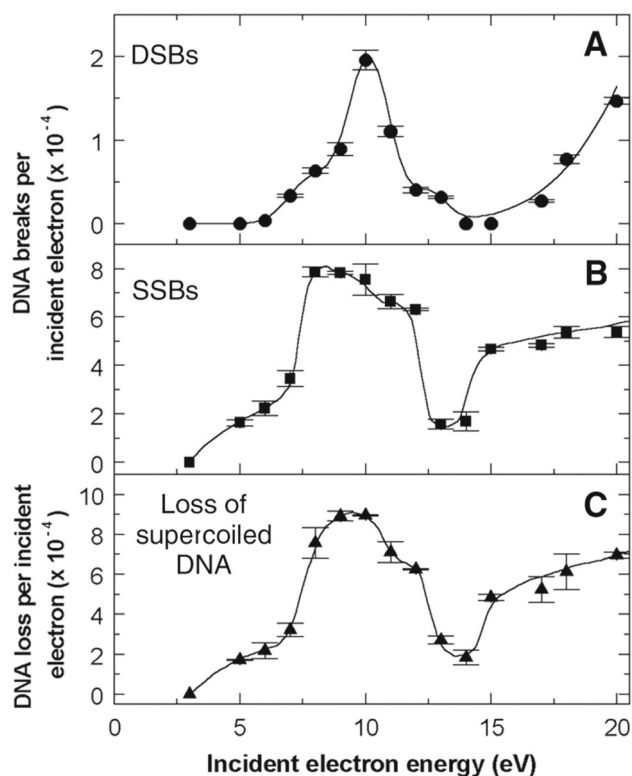 DSBs
A
DNA breaks per
incident electron (x 10⁻⁴)
2
1
0
SSBs
B
8
6
4
2
0
Loss of
supercoiled
DNA
C
DNA loss per incident
electron (x 10⁻⁴)
10
8
6
4
2
0
0 5 10 15 20
Incident electron energy (eV)